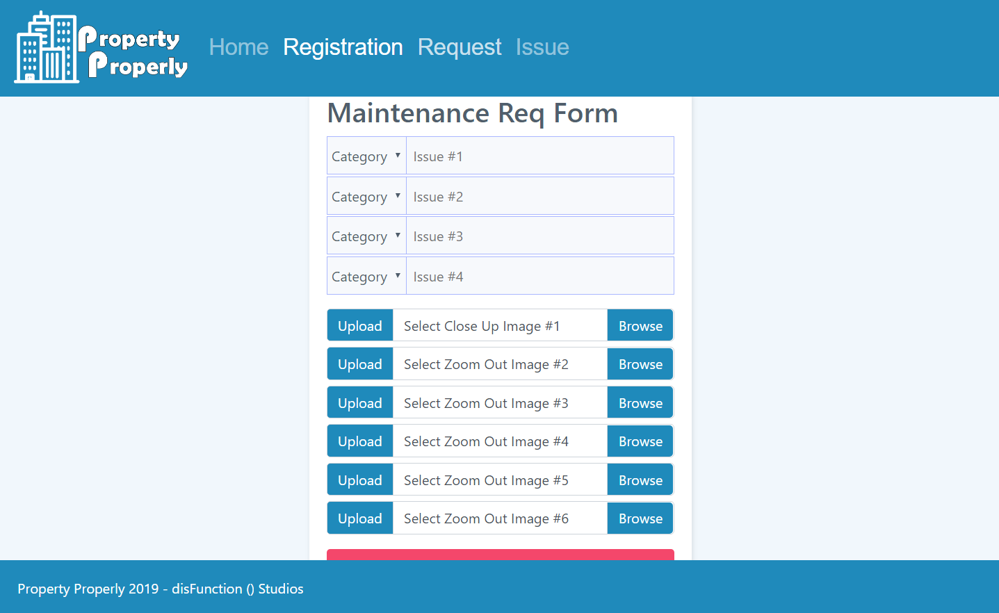 Property
Properly
Home Registration Request Issue
Maintenance Req Form
Category Issue #1
Category Issue #2
Category Issue #3
Category Issue #4
Upload Select Close Up Image #1 Browse
Upload Select Zoom Out Image #2 Browse
Upload Select Zoom Out Image #3 Browse
Upload Select Zoom Out Image #4 Browse
Upload Select Zoom Out Image #5 Browse
Upload Select Zoom Out Image #6 Browse
Property Properly 2019 - disFunction () Studios